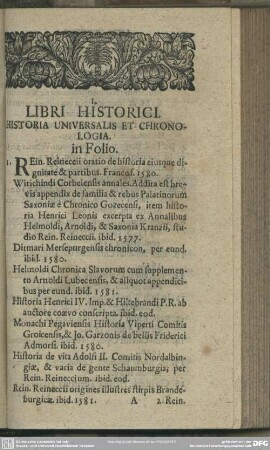 I.
LIBRI HISTORICI
HISTORIA UNIVERSALIS ET CHRONO-
LOGIA.
in Folio.
1. REin. Reineccii oratio de historia eiusque di-
gnitate & partibus. Francof. 1580.
Witichindi Corbeiensis annales. Addita est bre-
vis appendix de familia & rebus Palatinorum
Saxoniæ è Chronico Gozecensi, item histo-
ria Henrici Leonis excerpta ex Annalibus
Helmoldi, Arnoldi, & Saxonia Kranzii, stu-
dio Rein. Reineccii. ibid. 1577.
Ditmari Mersepurgensis chronicon, per eund.
ibid. 1580.
Helmoldi Chronica Slavorum cum supplemen-
to Arnoldi Lubecensis, & aliquot appendici-
bus per eund. ibid. 1581.
Historia Henrici IV. Imp. & Hiltebrandi P.R. ab
auctore coævo conscripta. ibid. eod.
Monachi Pegaviensis Historia Viperti Comitis
Groicensis, & Jo. Garzonis de bellis Friderici
Admorsi. ibid. 1580.
Historia de vita Adolfi II. Comitis Nordalbin-
giæ, & varia de gente Schaumburgia, per
Rein. Reineccium. ibid. eod.
Rein. Reineccii origines illustres stirpis Brande-
burgicæ. ibid. 1581. A 2. Rein.